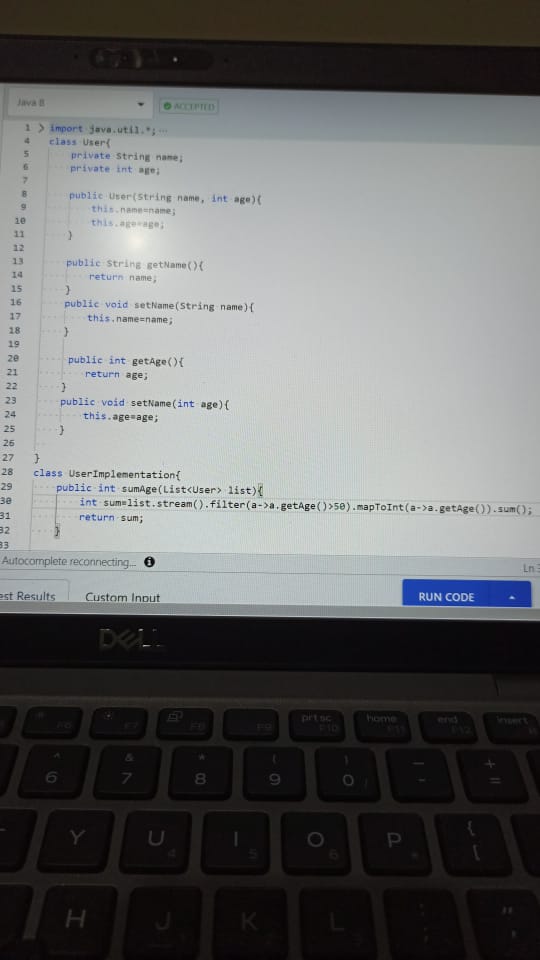 Java 8
ACCEPTED
1 > import java.util.*; ...
4 class User{
5 private String name;
6 private int age;
7
8 public User(String name, int age){
9 this.name=name;
10 this.age=age;
11 }
12
13 public String getName(){
14 return name;
15 }
16 public void setName(String name){
17 this.name=name;
18 }
19
20 public int getAge(){
21 return age;
22 }
23 public void setName(int age){
24 this.age=age;
25 }
26
27 }
28 class UserImplementation{
29 public int sumAge(List<User> list){
30 int sum=list.stream().filter(a->a.getAge()>50).mapToInt(a->a.getAge()).sum();
31 return sum;
32 }
33
Autocomplete reconnecting...
Ln
est Results Custom Input RUN CODE
DELL
F6 F7 F8 F9 prt sc F10 home F11 end F12 insert
^ 6 & 7 * 8 ( 9 ) 0 / — - + =
Y U 4 I 5 O 6 P * { [
H J K L : ; "